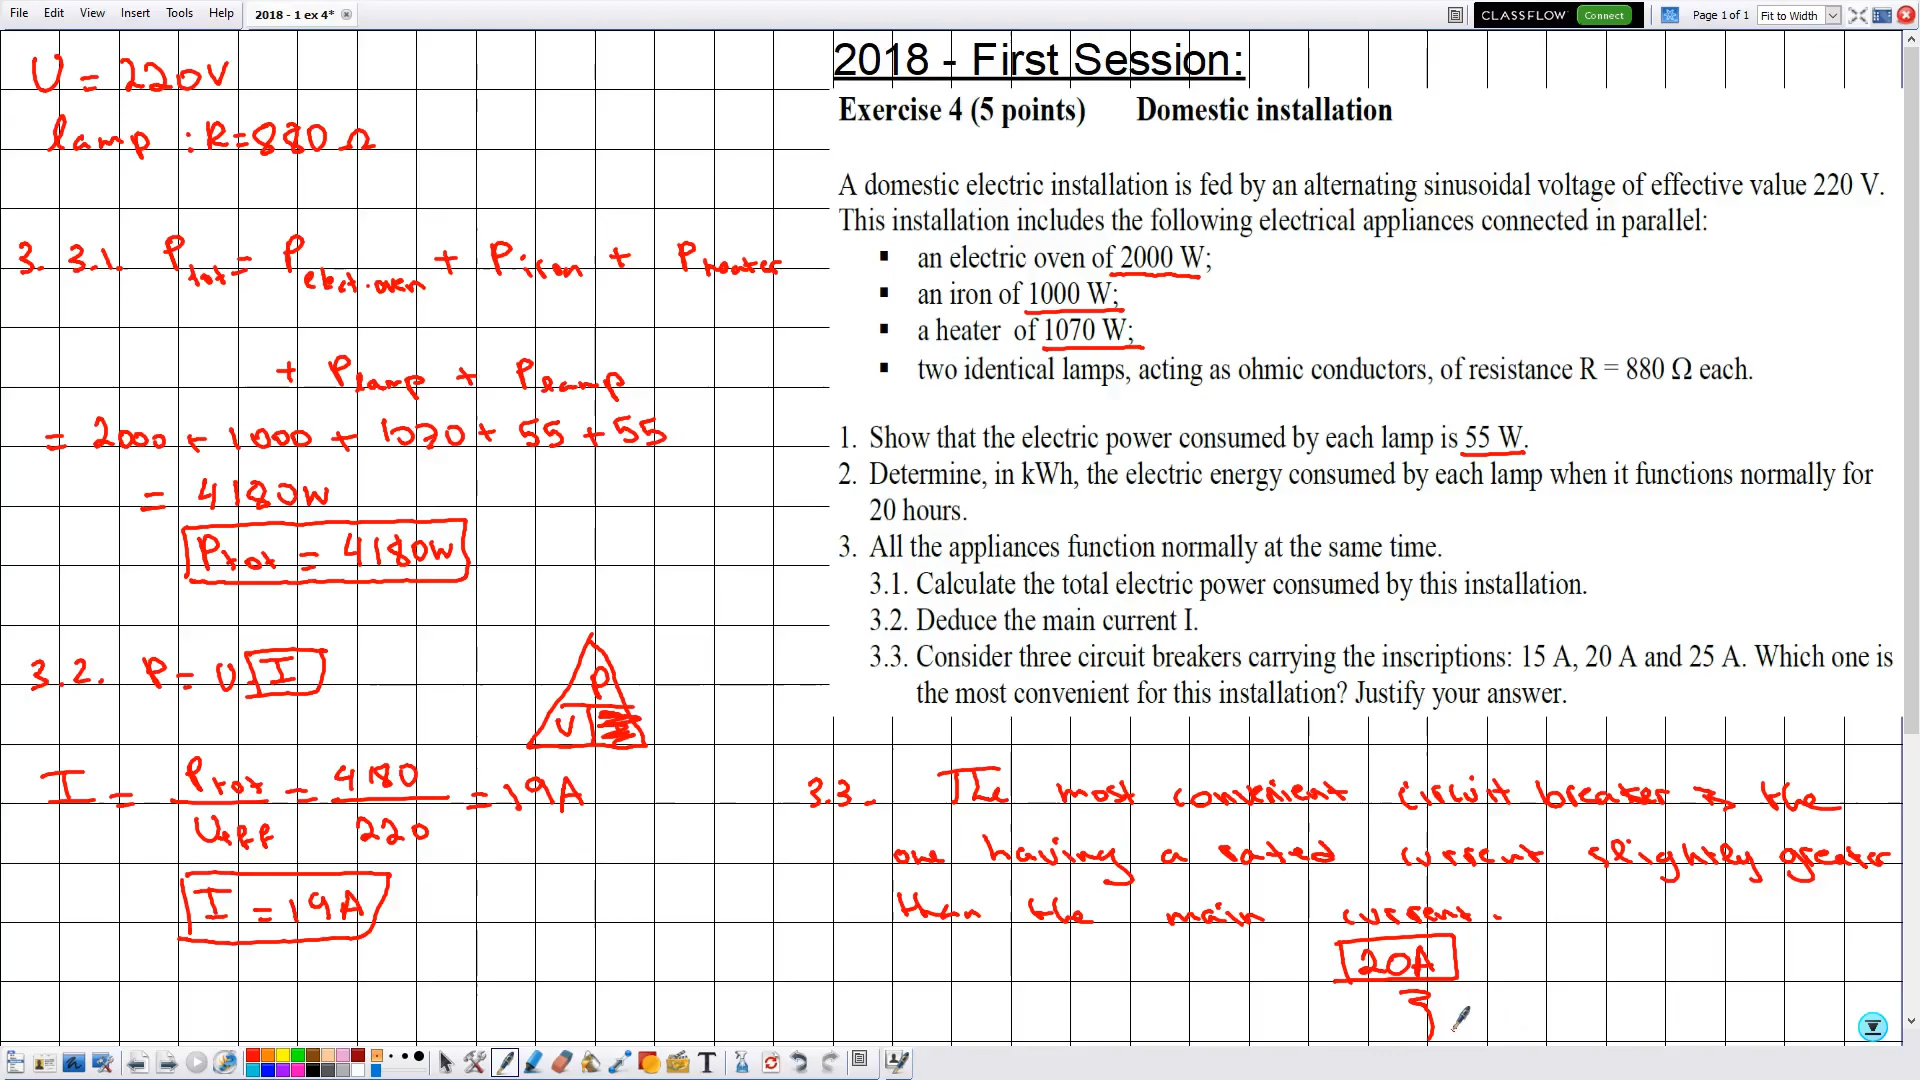 File Edit View Insert Tools Help 2018 - 1 ex 4* CLASSFLOW Connect Page 1 of 1 Fit to Width
U = 220V
lamp : R = 880 Ω
3. 3.1. Ptot = Pelect.oven + Piron + Pheater
+ Plamp + Plamp
= 2000 + 1000 + 1070 + 55 + 55
= 4180W
Ptot = 4180W
3.2. P = U I
P
U
I = Ptot / Ueff = 4180 / 220 = 19A
I = 19A
2018 - First Session:
Exercise 4 (5 points) Domestic installation
A domestic electric installation is fed by an alternating sinusoidal voltage of effective value 220 V.
This installation includes the following electrical appliances connected in parallel:
▪ an electric oven of 2000 W;
▪ an iron of 1000 W;
▪ a heater of 1070 W;
▪ two identical lamps, acting as ohmic conductors, of resistance R = 880 Ω each.
1. Show that the electric power consumed by each lamp is 55 W.
2. Determine, in kWh, the electric energy consumed by each lamp when it functions normally for
20 hours.
3. All the appliances function normally at the same time.
3.1. Calculate the total electric power consumed by this installation.
3.2. Deduce the main current I.
3.3. Consider three circuit breakers carrying the inscriptions: 15 A, 20 A and 25 A. Which one is
the most convenient for this installation? Justify your answer.
3.3. The most convenient circuit breaker is the
one having a rated current slightly greater
than the main current.
20A